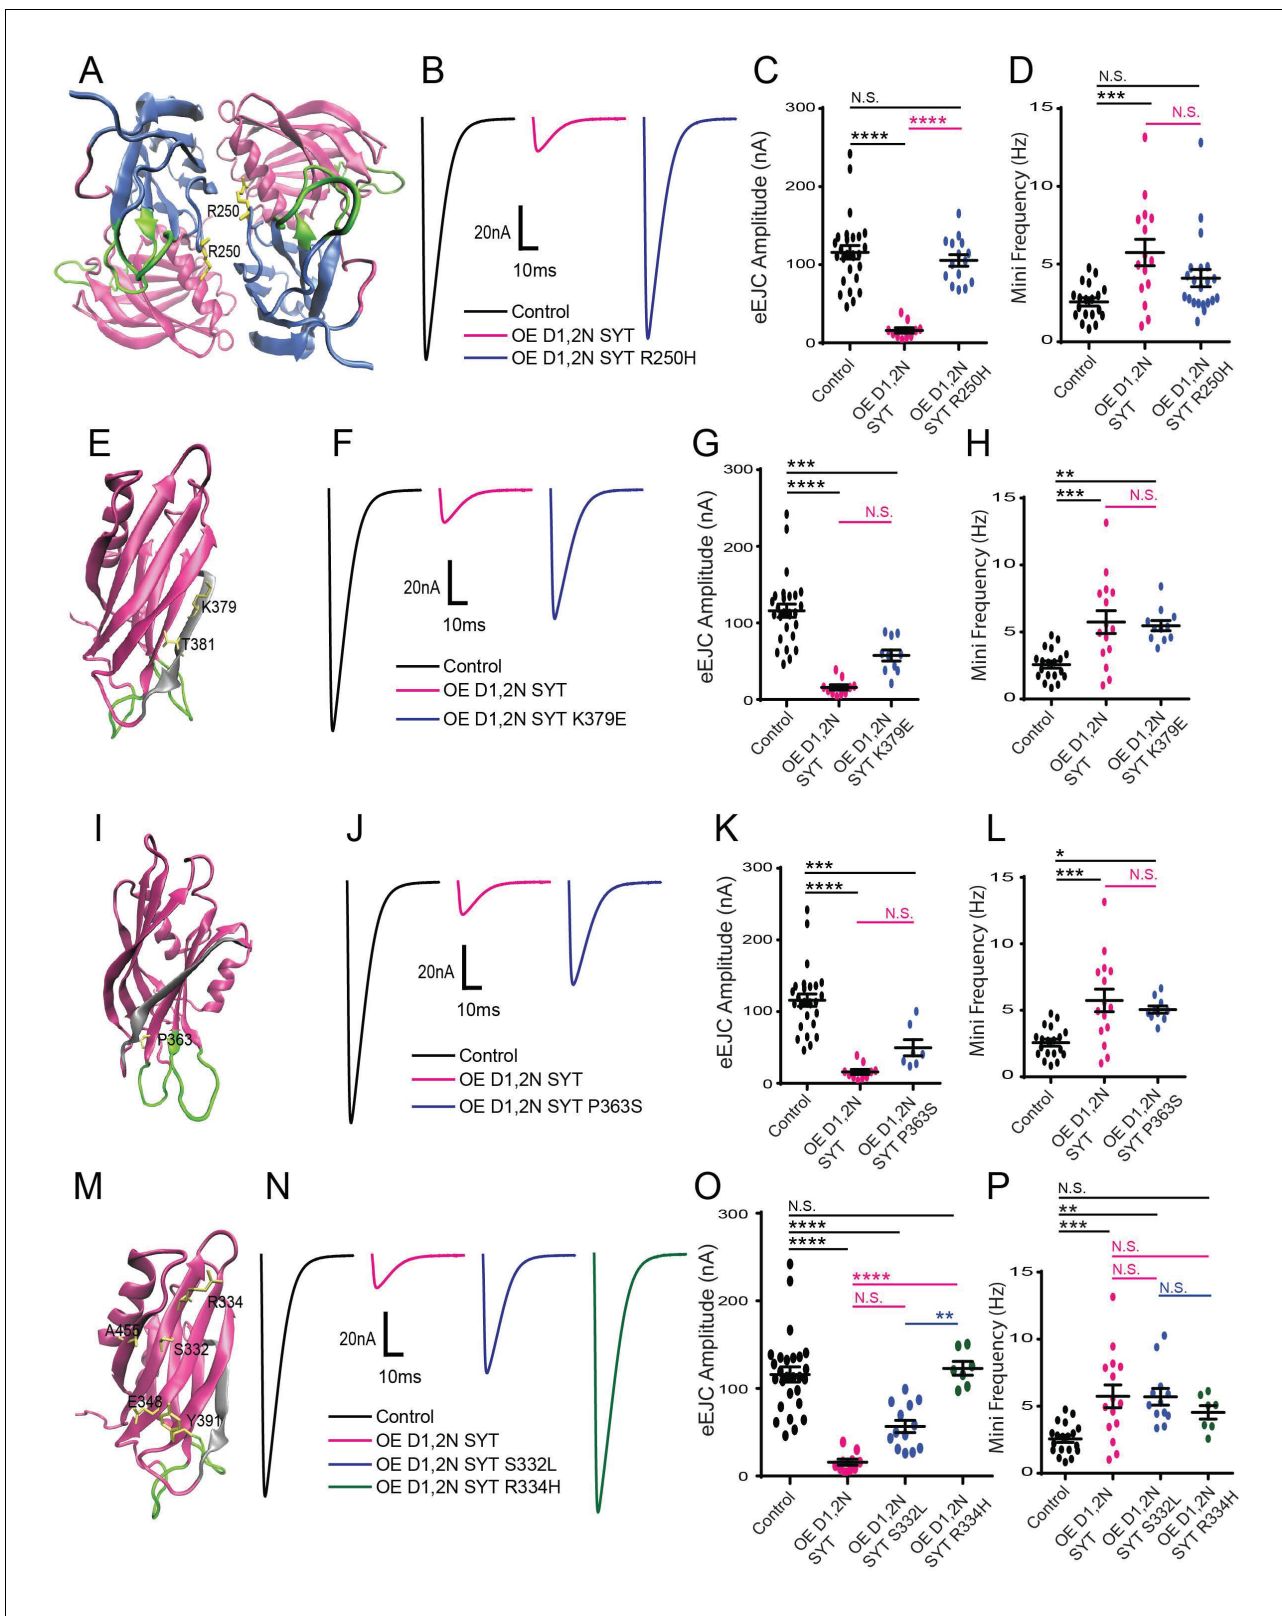 A
B
C
D
R250
R250
20nA
10ms
Control
OE D1,2N SYT
OE D1,2N SYT R250H
N.S.
****
****
300
200
100
0
eEJC Amplitude (nA)
Control
OE D1,2N
SYT
OE D1,2N
SYT R250H
N.S.
***
N.S.
15
10
5
0
Mini Frequency (Hz)
Control
OE D1,2N
SYT
OE D1,2N
SYT R250H
E
F
G
H
K379
T381
20nA
10ms
Control
OE D1,2N SYT
OE D1,2N SYT K379E
***
****
N.S.
300
200
100
0
eEJC Amplitude (nA)
Control
OE D1,2N
SYT
OE D1,2N
SYT K379E
**
***
N.S.
15
10
5
0
Mini Frequency (Hz)
Control
OE D1,2N
SYT
OE D1,2N
SYT K379E
I
J
K
L
P363
20nA
10ms
Control
OE D1,2N SYT
OE D1,2N SYT P363S
***
****
N.S.
300
200
100
0
eEJC Amplitude (nA)
Control
OE D1,2N
SYT
OE D1,2N
SYT P363S
*
***
N.S.
15
10
5
0
Mini Frequency (Hz)
Control
OE D1,2N
SYT
OE D1,2N
SYT P363S
M
N
O
P
R334
A455
S332
E348
Y391
20nA
10ms
Control
OE D1,2N SYT
OE D1,2N SYT S332L
OE D1,2N SYT R334H
N.S.
****
****
****
N.S.
**
300
200
100
0
eEJC Amplitude (nA)
Control
OE D1,2N
SYT
OE D1,2N
SYT S332L
OE D1,2N
SYT R334H
N.S.
**
***
N.S.
N.S.
N.S.
15
10
5
0
Mini Frequency (Hz)
Control
OE D1,2N
SYT
OE D1,2N
SYT S332L
OE D1,2N
SYT R334H